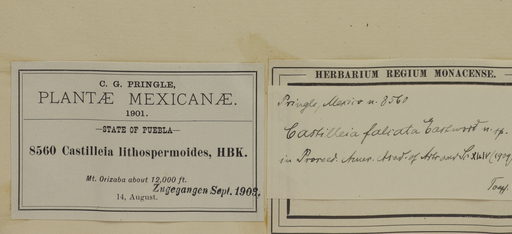 C. G. PRINGLE,
PLANTÆ MEXICANÆ.
1901.
—STATE OF PUEBLA—
8560 Castilleia lithospermoides, HBK.
Mt. Orizaba about 12,000 ft.
Zugegangen Sept. 1902.
14, August.
HERBARIUM REGIUM MONACENSE.
Pringle, Mexico n. 8560
Castilleia falcata Eastwood n. sp.
in Proceed. Amer. Acad. of Arts and Sc. XLIV (1909)